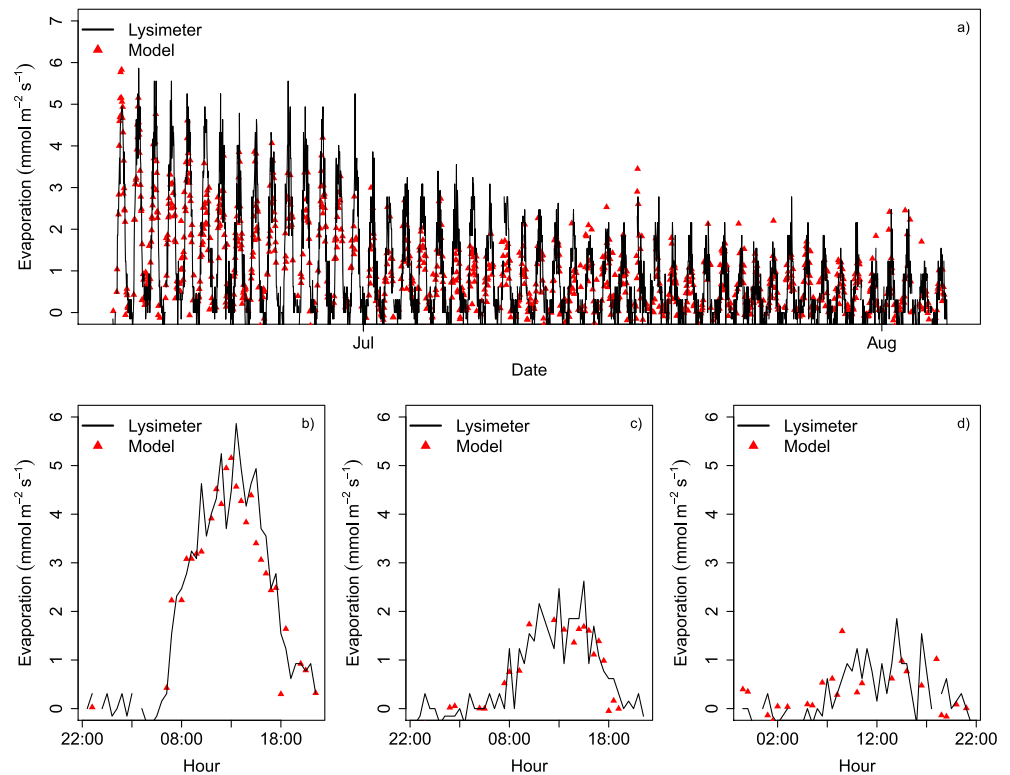 a)
Lysimeter
Model
Evaporation (mmol m⁻² s⁻¹)
7
6
5
4
3
2
1
0
Jul
Aug
Date
b)
Lysimeter
Model
Evaporation (mmol m⁻² s⁻¹)
6
5
4
3
2
1
0
22:00
08:00
18:00
Hour
c)
Lysimeter
Model
Evaporation (mmol m⁻² s⁻¹)
6
5
4
3
2
1
0
22:00
08:00
18:00
Hour
d)
Lysimeter
Model
Evaporation (mmol m⁻² s⁻¹)
6
5
4
3
2
1
0
02:00
12:00
22:00
Hour